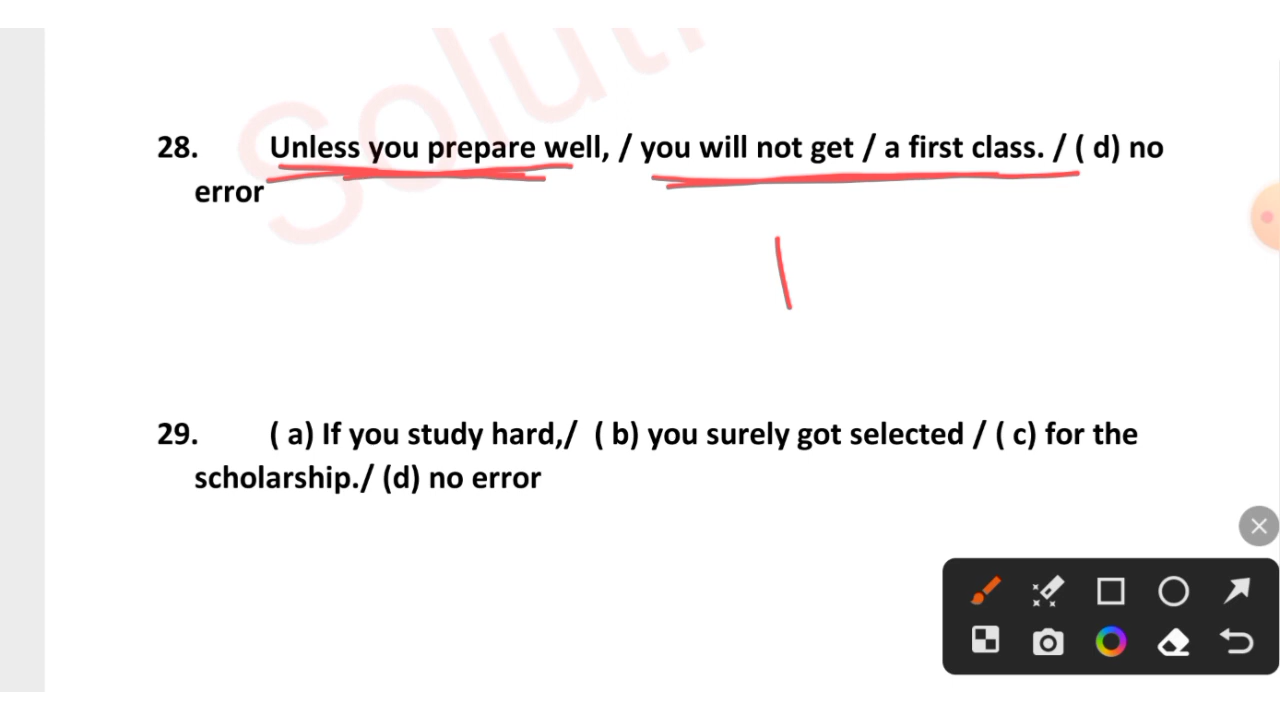 Solut
28. Unless you prepare well, / you will not get / a first class. / ( d) no
error
29. ( a) If you study hard,/ ( b) you surely got selected / ( c) for the
scholarship./ (d) no error